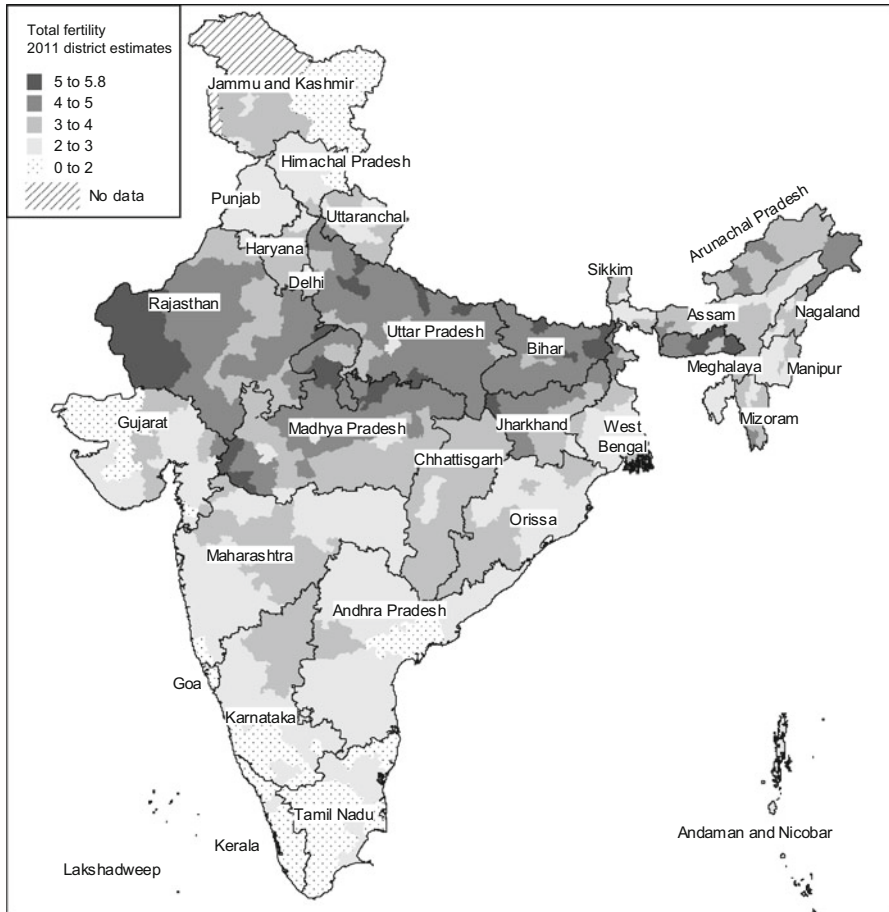 Total fertility
2011 district estimates
5 to 5.8
4 to 5
3 to 4
2 to 3
0 to 2
No data
Jammu and Kashmir
Himachal Pradesh
Punjab
Uttaranchal
Arunachal Pradesh
Haryana
Sikkim
Delhi
Rajasthan
Assam
Nagaland
Uttar Pradesh
Bihar
Meghalaya
Manipur
Gujarat
Madhya Pradesh
Jharkhand
West
Bengal
Mizoram
Chhattisgarh
Orissa
Maharashtra
Andhra Pradesh
Goa
Karnataka
Tamil Nadu
Kerala
Andaman and Nicobar
Lakshadweep